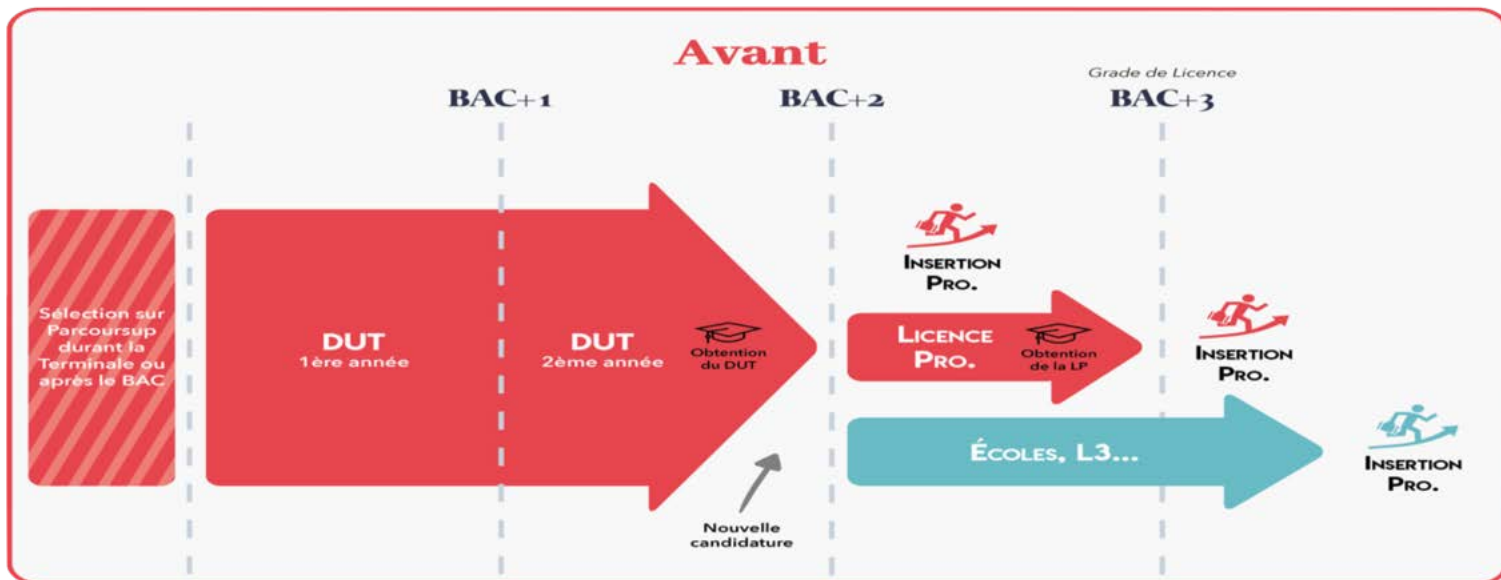 Avant
Grade de Licence
BAC+1
BAC+2
BAC+3
Sélection sur
Parcoursup
durant la
Terminale ou
après le BAC
DUT
1ère année
DUT
2ème année
Obtention
du DUT
Nouvelle
candidature
INSERTION
PRO.
LICENCE
PRO.
Obtention
de la LP
INSERTION
PRO.
ÉCOLES, L3...
INSERTION
PRO.